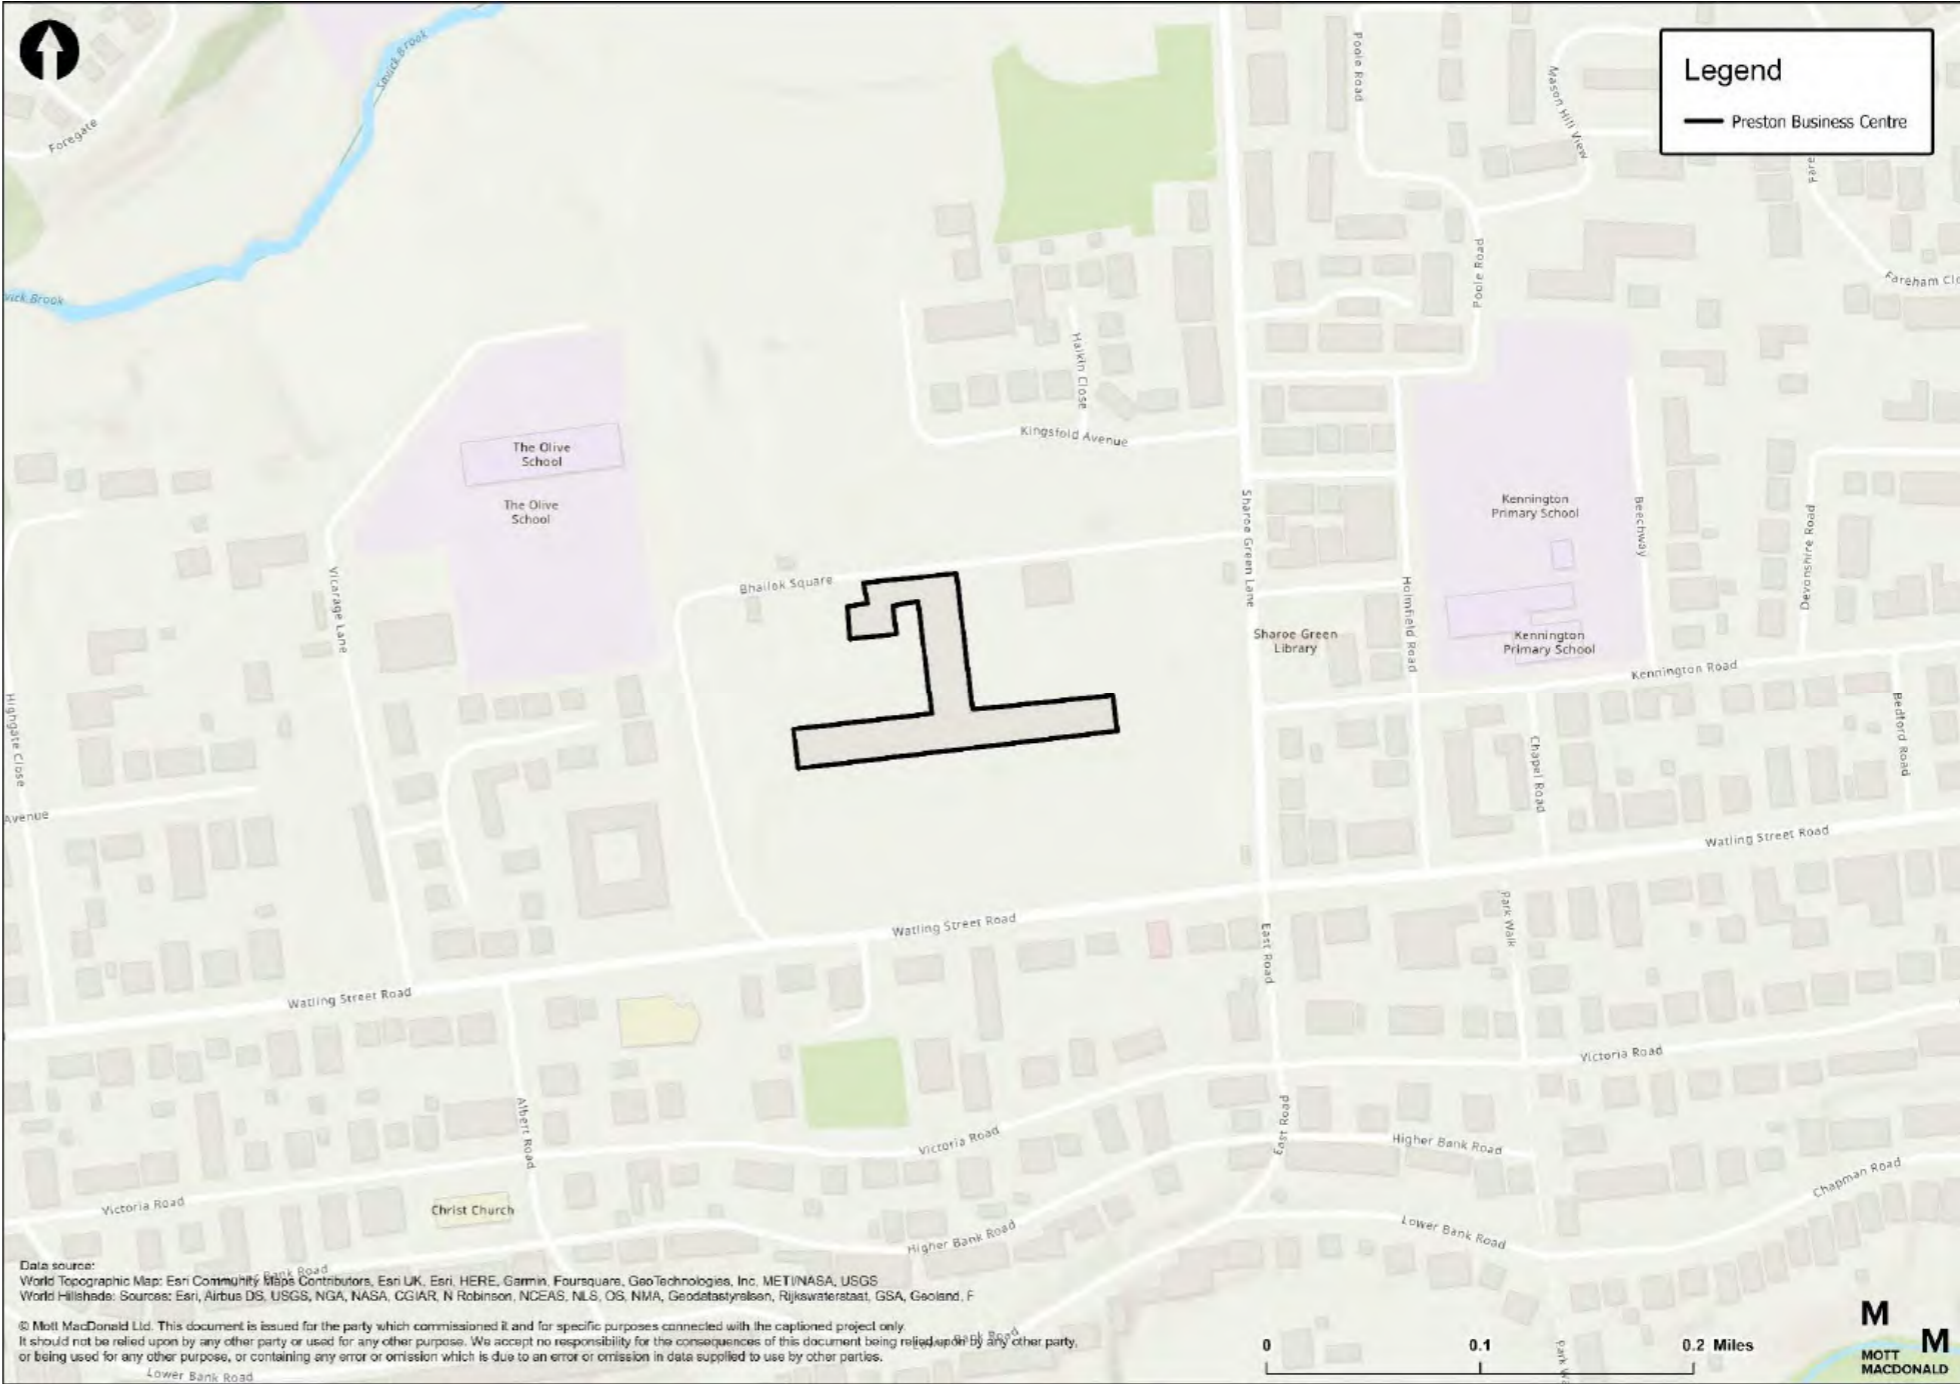 Legend
Preston Business Centre
Foregate
Savick Brook
Poole Road
Mason Hill View
Fare
vick Brook
Poole Road
Fareham Clo
Halkin Close
Kingsfold Avenue
The Olive
School
The Olive
School
Kennington
Primary School
Beechway
Devonshire Road
Sharoe Green Lane
Vicarage Lane
Bhailok Square
Holmfield Road
Sharoe Green
Library
Kennington
Primary School
Kennington Road
Highgate Close
Bedford Road
Chapel Road
Avenue
Watling Street Road
Park Walk
Watling Street Road
East Road
Watling Street Road
Victoria Road
Albert Road
East Road
Victoria Road
Higher Bank Road
Chapman Road
Victoria Road
Christ Church
Lower Bank Road
Higher Bank Road
Bank Road
Data source:
World Topographic Map: Esri Community Maps Contributors, Esri UK, Esri, HERE, Garmin, Foursquare, GeoTechnologies, Inc, METI/NASA, USGS
World Hillshade: Sources: Esri, Airbus DS, USGS, NGA, NASA, CGIAR, N Robinson, NCEAS, NLS, OS, NMA, Geodatastyrelsen, Rijkswaterstaat, GSA, Geoland, F
© Mott MacDonald Ltd. This document is issued for the party which commissioned it and for specific purposes connected with the captioned project only.
It should not be relied upon by any other party or used for any other purpose. We accept no responsibility for the consequences of this document being relied upon by any other party,
or being used for any other purpose, or containing any error or omission which is due to an error or omission in data supplied to use by other parties.
Bank Road
Lower Bank Road
0 0.1 0.2 Miles
Park Wa
M
M
MOTT
MACDONALD